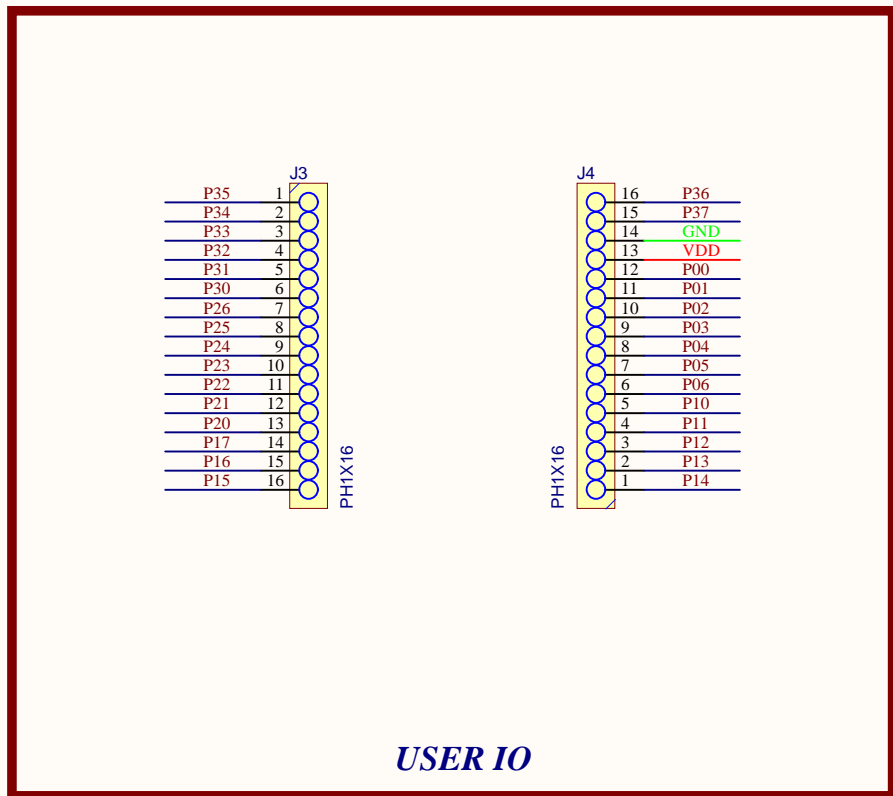 J3 J4
P35 1 16 P36
P34 2 15 P37
P33 3 14 GND
P32 4 13 VDD
P31 5 12 P00
P30 6 11 P01
P26 7 10 P02
P25 8 9 P03
P24 9 8 P04
P23 10 7 P05
P22 11 6 P06
P21 12 5 P10
P20 13 4 P11
P17 14 3 P12
P16 15 2 P13
P15 16 1 P14
PH1X16 PH1X16
USER IO